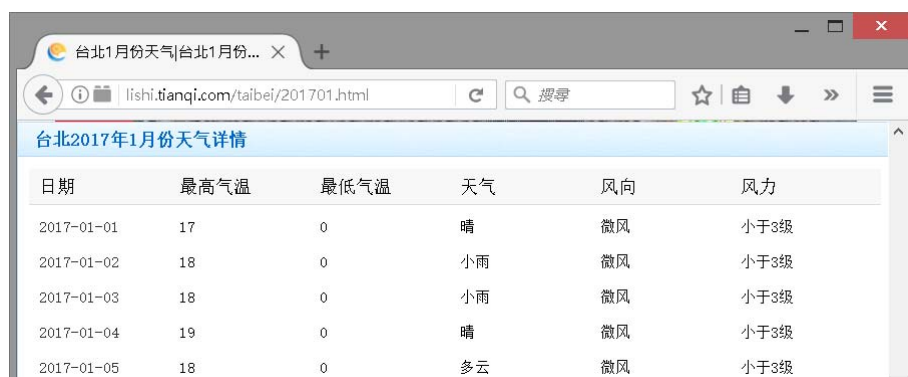 台北1月份天气|台北1月份...
lishi.tianqi.com/taibei/201701.html 搜尋
台北2017年1月份天气详情
日期 最高气温 最低气温 天气 风向 风力
2017-01-01 17 0 晴 微风 小于3级
2017-01-02 18 0 小雨 微风 小于3级
2017-01-03 18 0 小雨 微风 小于3级
2017-01-04 19 0 晴 微风 小于3级
2017-01-05 18 0 多云 微风 小于3级